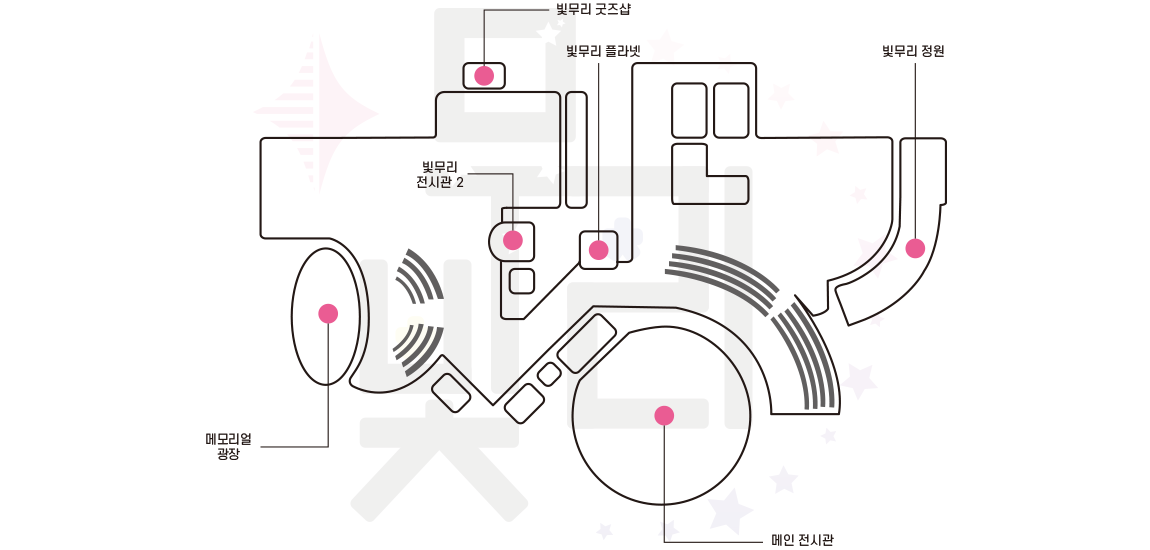 빛무리 굿즈샵
빛무리 플라넷
빛무리 정원
빛무리
전시관 2
메모리얼
광장
메인 전시관